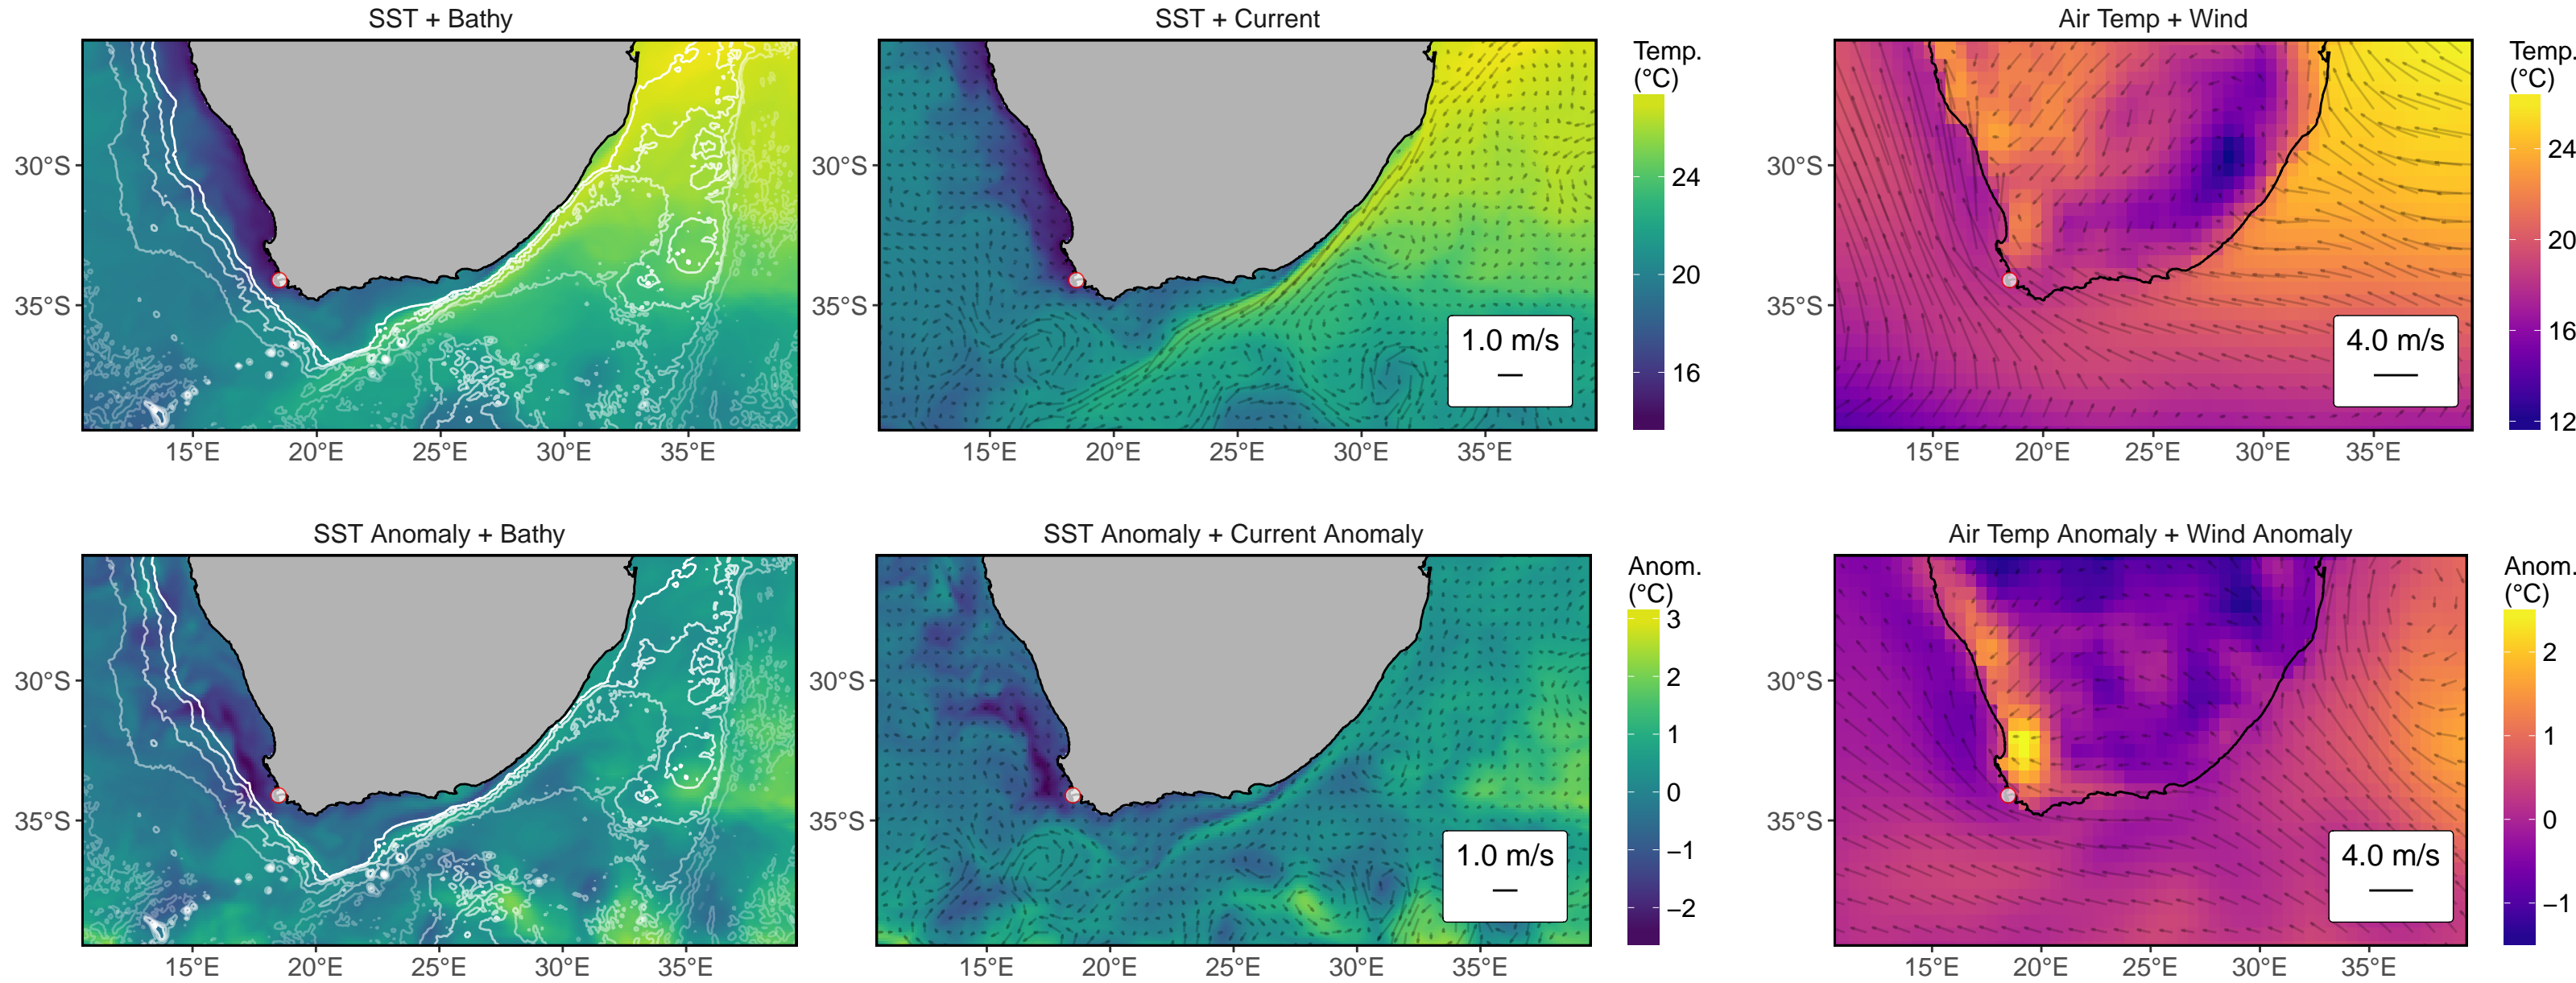 SST + Bathy
30°S
35°S
15°E 20°E 25°E 30°E 35°E
SST + Current
30°S
35°S
1.0 m/s
15°E 20°E 25°E 30°E 35°E
Temp.
(°C)
24
20
16
Air Temp + Wind
30°S
35°S
4.0 m/s
15°E 20°E 25°E 30°E 35°E
Temp.
(°C)
24
20
16
12
SST Anomaly + Bathy
30°S
35°S
15°E 20°E 25°E 30°E 35°E
SST Anomaly + Current Anomaly
30°S
35°S
1.0 m/s
15°E 20°E 25°E 30°E 35°E
Anom.
(°C)
3
2
1
0
−1
−2
Air Temp Anomaly + Wind Anomaly
30°S
35°S
4.0 m/s
15°E 20°E 25°E 30°E 35°E
Anom.
(°C)
2
1
0
−1